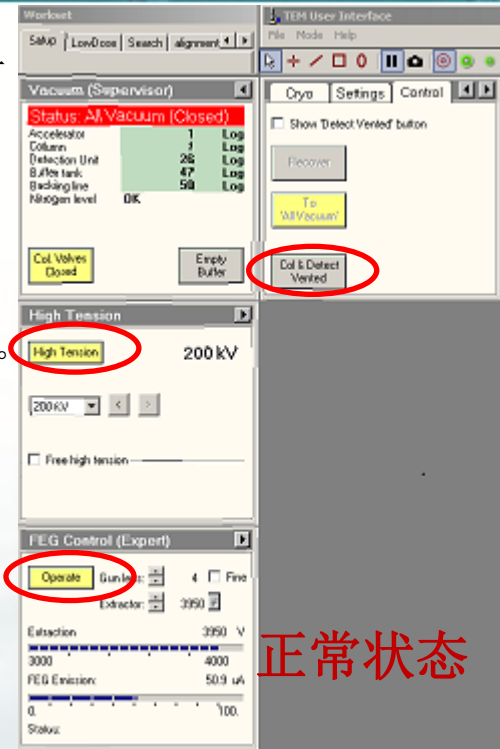 Workset
Setup LowDose Search alignment
Vacuum (Supervisor)
Status: All Vacuum (Closed)
Accelerator 1 Log
Column 1 Log
Detection Unit 26 Log
Buffer tank 47 Log
Backing line 50 Log
Nitrogen level OK
Col. Valves
Closed
Empty
Buffer
High Tension
High Tension 200 kV
200 kV < >
Free high tension
FEG Control (Expert)
Operate Gun lens: 4 Fine
Extractor: 3950
Extraction 3950 V
3000 4000
FEG Emission: 50.9 uA
0. 100.
Status:
TEM User Interface
File Mode Help
Cryo Settings Control
Show 'Detect Vented' button
Recover
To
'All Vacuum'
Col & Detect
Vented
正常状态
。